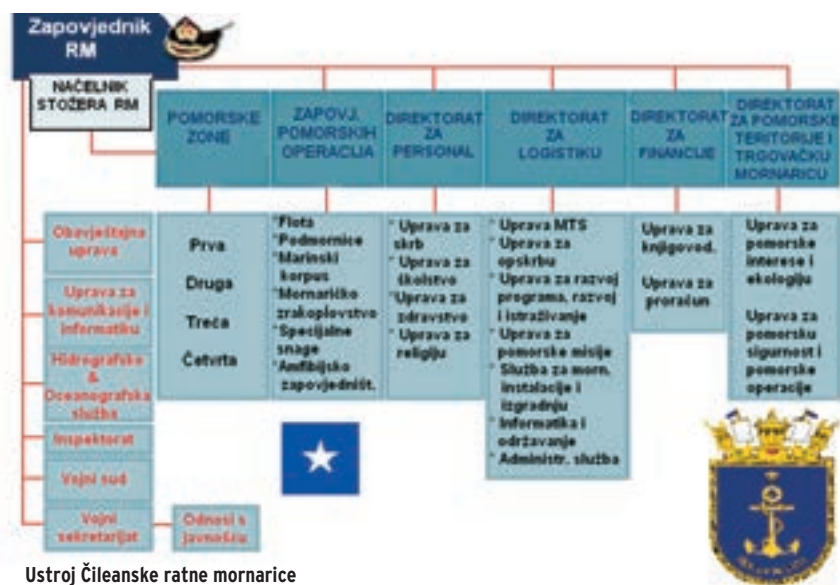 Zapovjednik
RM
NAČELNIK
STOŽERA RM
POMORSKE
ZONE
ZAPOVJ.
POMORSKIH
OPERACIJA
DIREKTORAT
ZA
PERSONAL
DIREKTORAT
ZA
LOGISTIKU
DIREKTORAT
ZA
FINANCIJE
DIREKTORAT
ZA POMORSKE
TERITORIJE I
TRGOVAČKU
MORNARICU
Obavještajna
uprava
Uprava za
komunikacije i
informatiku
Hidrografsko
&
Oceanografska
služba
Inspektorat
Vojni sud
Vojni
sekretarijat
Odnosi s
javnošću
Prva
Druga
Treća
Četvrta
*Flota
*Podmornice
*Marinski
korpus
*Mornaričko
zrakoplovstvo
*Specijalne
snage
*Amfibijsko
zapovjedništ.
* Uprava za
skrb
* Uprava za
školstvo
*Uprava za
zdravstvo
* Uprava za
religiju
* Uprava MTS
* Uprava za
opskrbu
* Uprava za razvoj
programa, razvoj
i istraživanje
* Uprava za
pomorske misije
* Služba za morn.
instalacije i
izgradnju
* Informatika i
održavanje
* Administr. služba
Uprava za
knjigovod.
Uprava za
proračun
Uprava za
pomorske
interese i
ekologiju
Uprava za
pomorsku
sigurnost i
pomorske
operacije
Ustroj Čileanske ratne mornarice